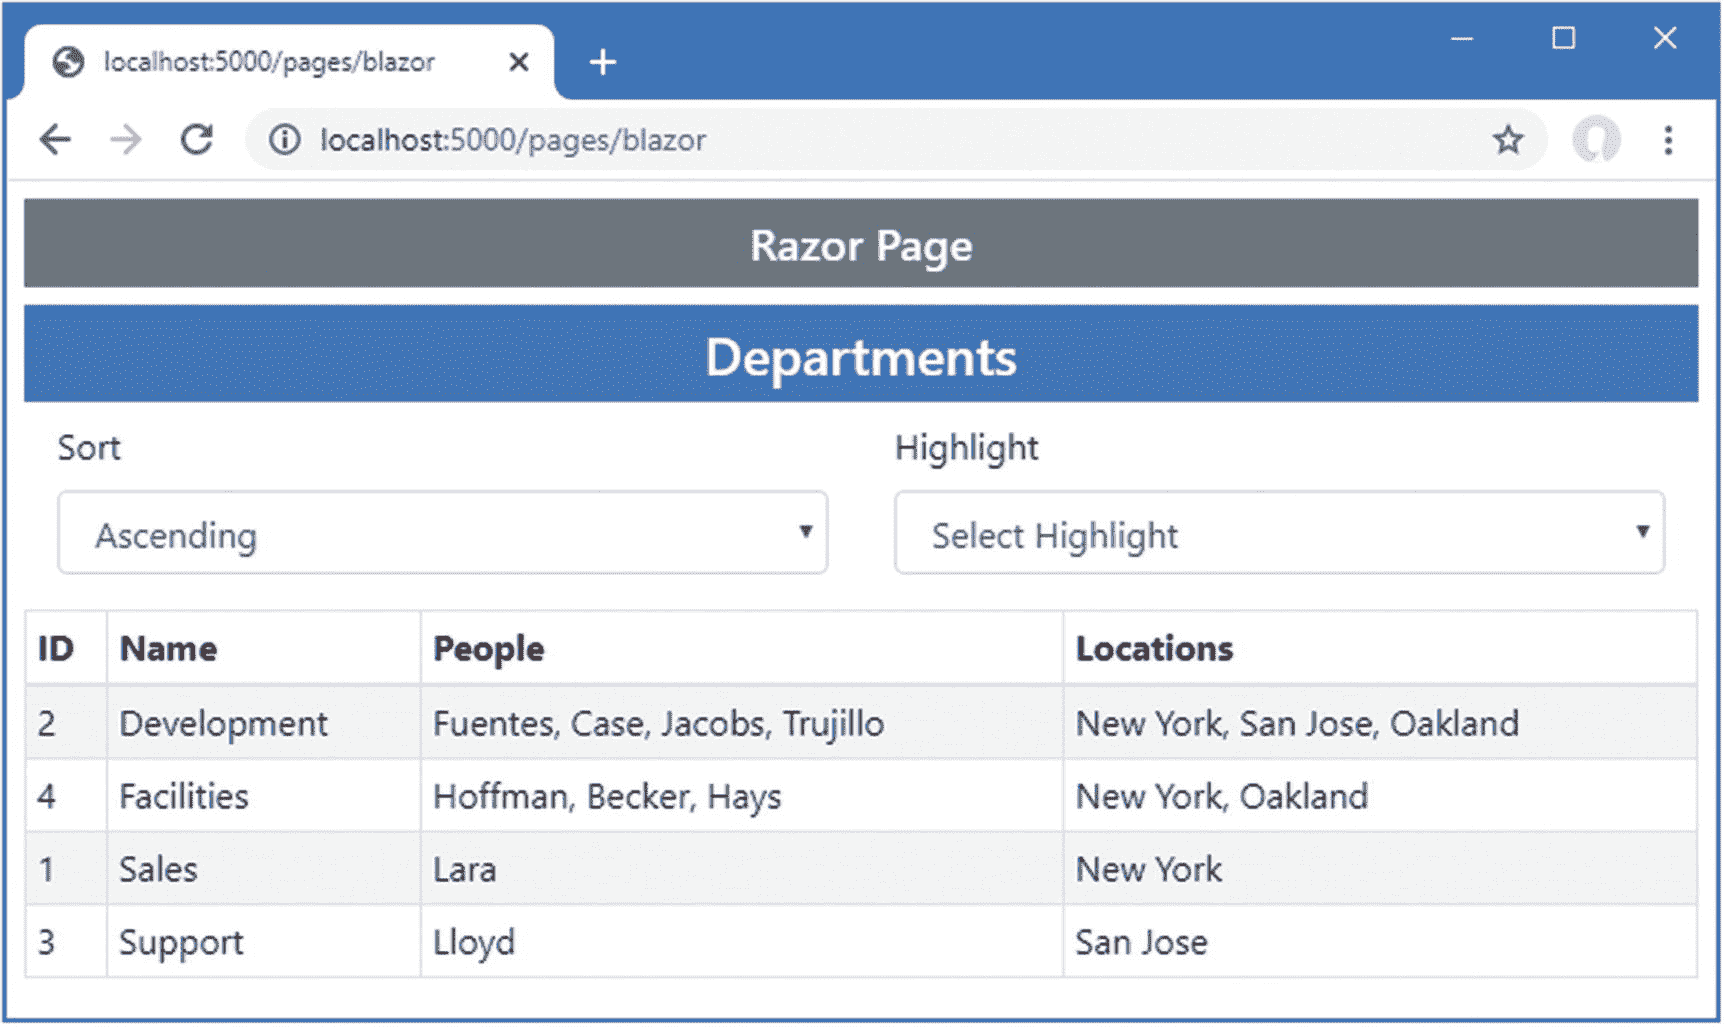 localhost:5000/pages/blazor
localhost:5000/pages/blazor
Razor Page
Departments
Sort Highlight
Ascending Select Highlight
ID Name People Locations
2 Development Fuentes, Case, Jacobs, Trujillo New York, San Jose, Oakland
4 Facilities Hoffman, Becker, Hays New York, Oakland
1 Sales Lara New York
3 Support Lloyd San Jose